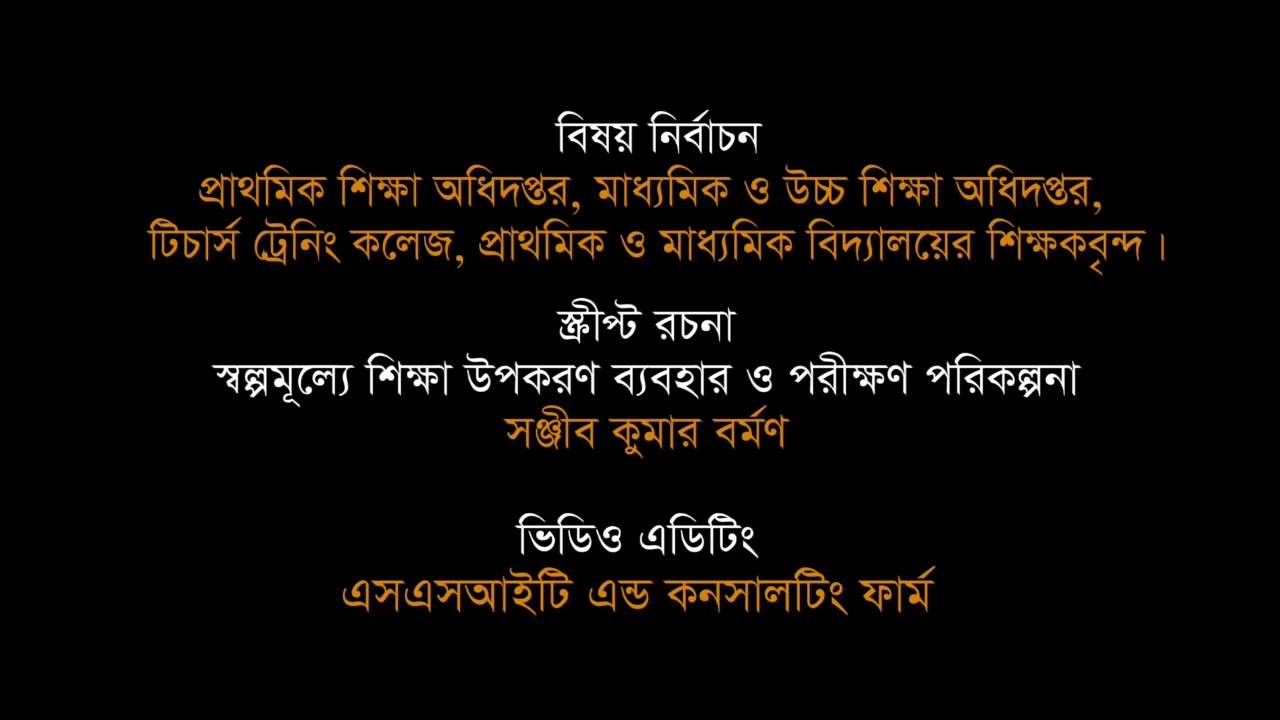 বিষয় নির্বাচন
প্রাথমিক শিক্ষা অধিদপ্তর, মাধ্যমিক ও উচ্চ শিক্ষা অধিদপ্তর,
টিচার্স ট্রেনিং কলেজ, প্রাথমিক ও মাধ্যমিক বিদ্যালয়ের শিক্ষকবৃন্দ।
স্ক্রীপ্ট রচনা
স্বল্পমূল্যে শিক্ষা উপকরণ ব্যবহার ও পরীক্ষণ পরিকল্পনা
সঞ্জীব কুমার বর্মণ
ভিডিও এডিটিং
এসএসআইটি এন্ড কনসালটিং ফার্ম